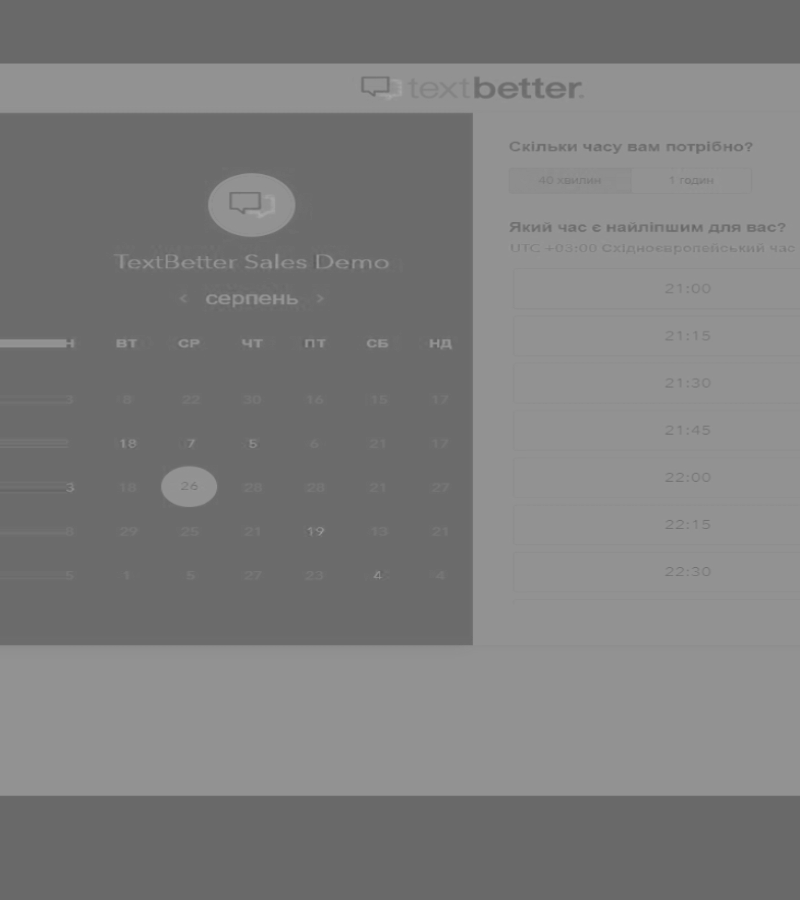 textbetter.
TextBetter Sales Demo
‹ серпень ›
Н ВТ СР ЧТ ПТ СБ НД
3 8 22 30 16 15 17
18 7 5 6 21 17
3 18 26 28 28 21 27
8 29 25 21 19 13 21
5 1 5 27 23 4 4
Скільки часу вам потрібно?
40 хвилин 1 годин
Який час є найліпшим для вас?
UTC +03:00 Східноєвропейський час
21:00
21:15
21:30
21:45
22:00
22:15
22:30